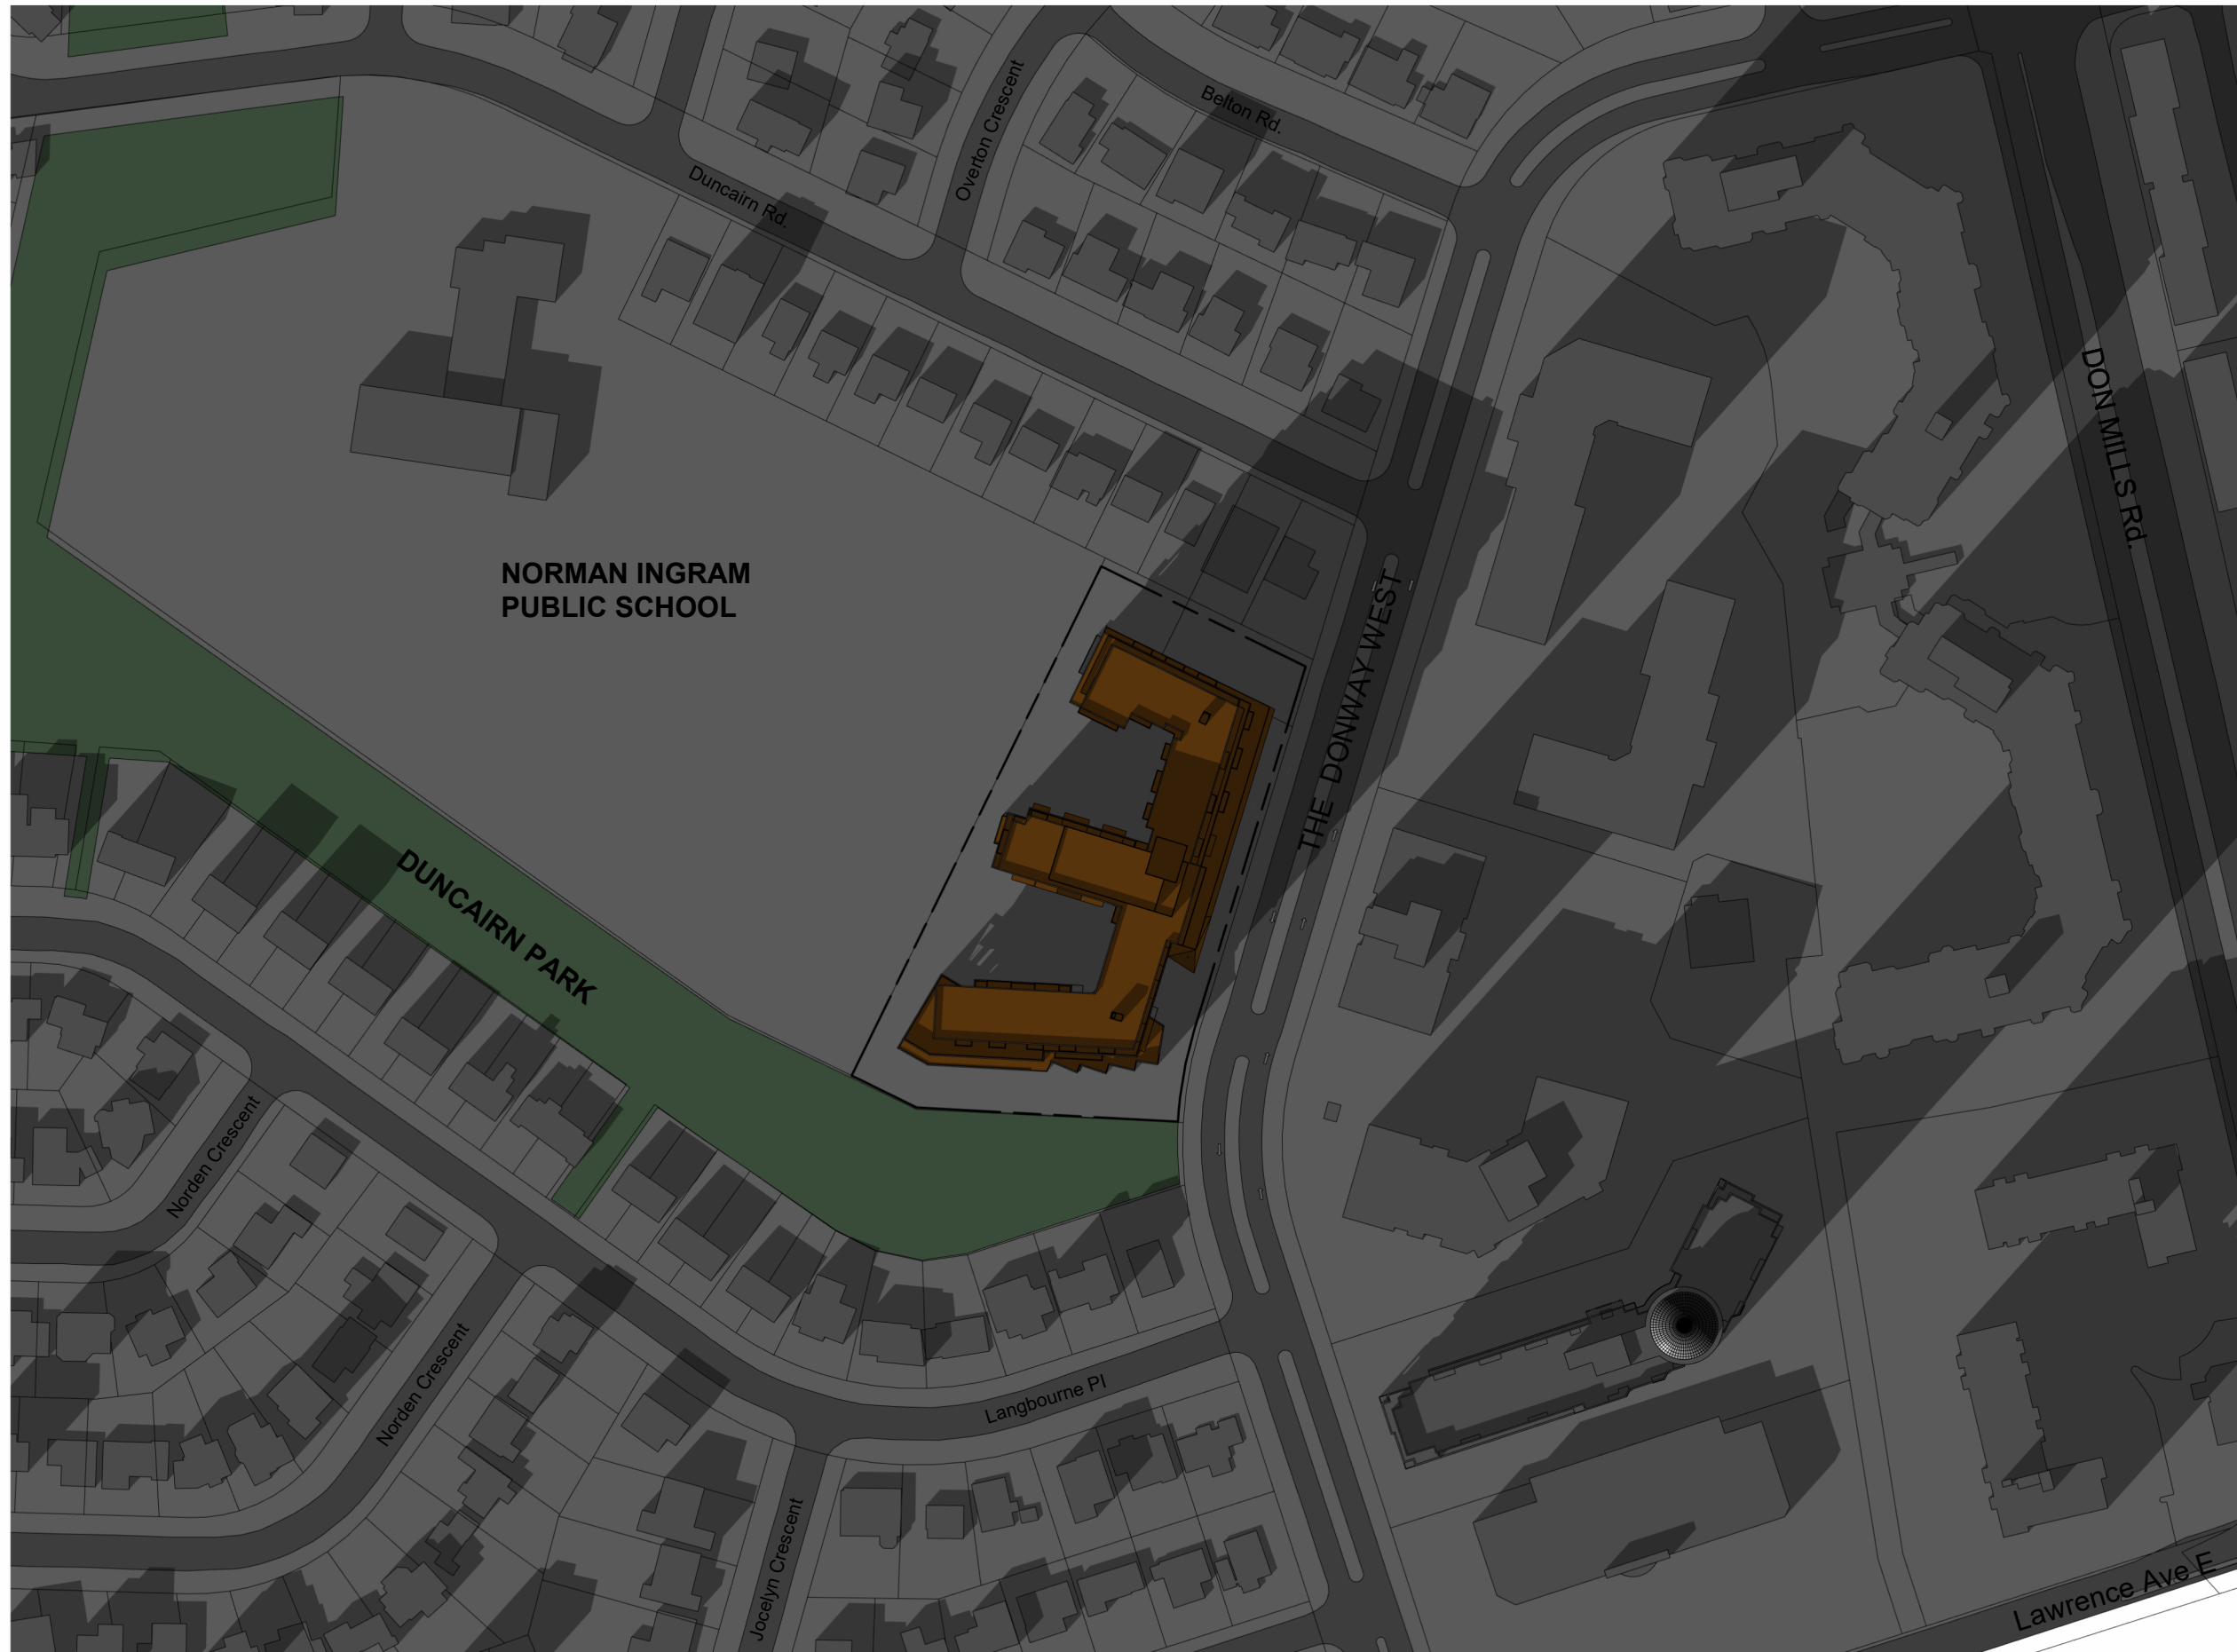 Belton Rd.
Overton Crescent
Duncairn Rd.
DON MILLS Rd.
NORMAN INGRAM
PUBLIC SCHOOL
THE DONWAY WEST
DUNCAIRN PARK
Norden Crescent
Norden Crescent
Langbourne Pl
Jocelyn Crescent
Lawrence Ave E